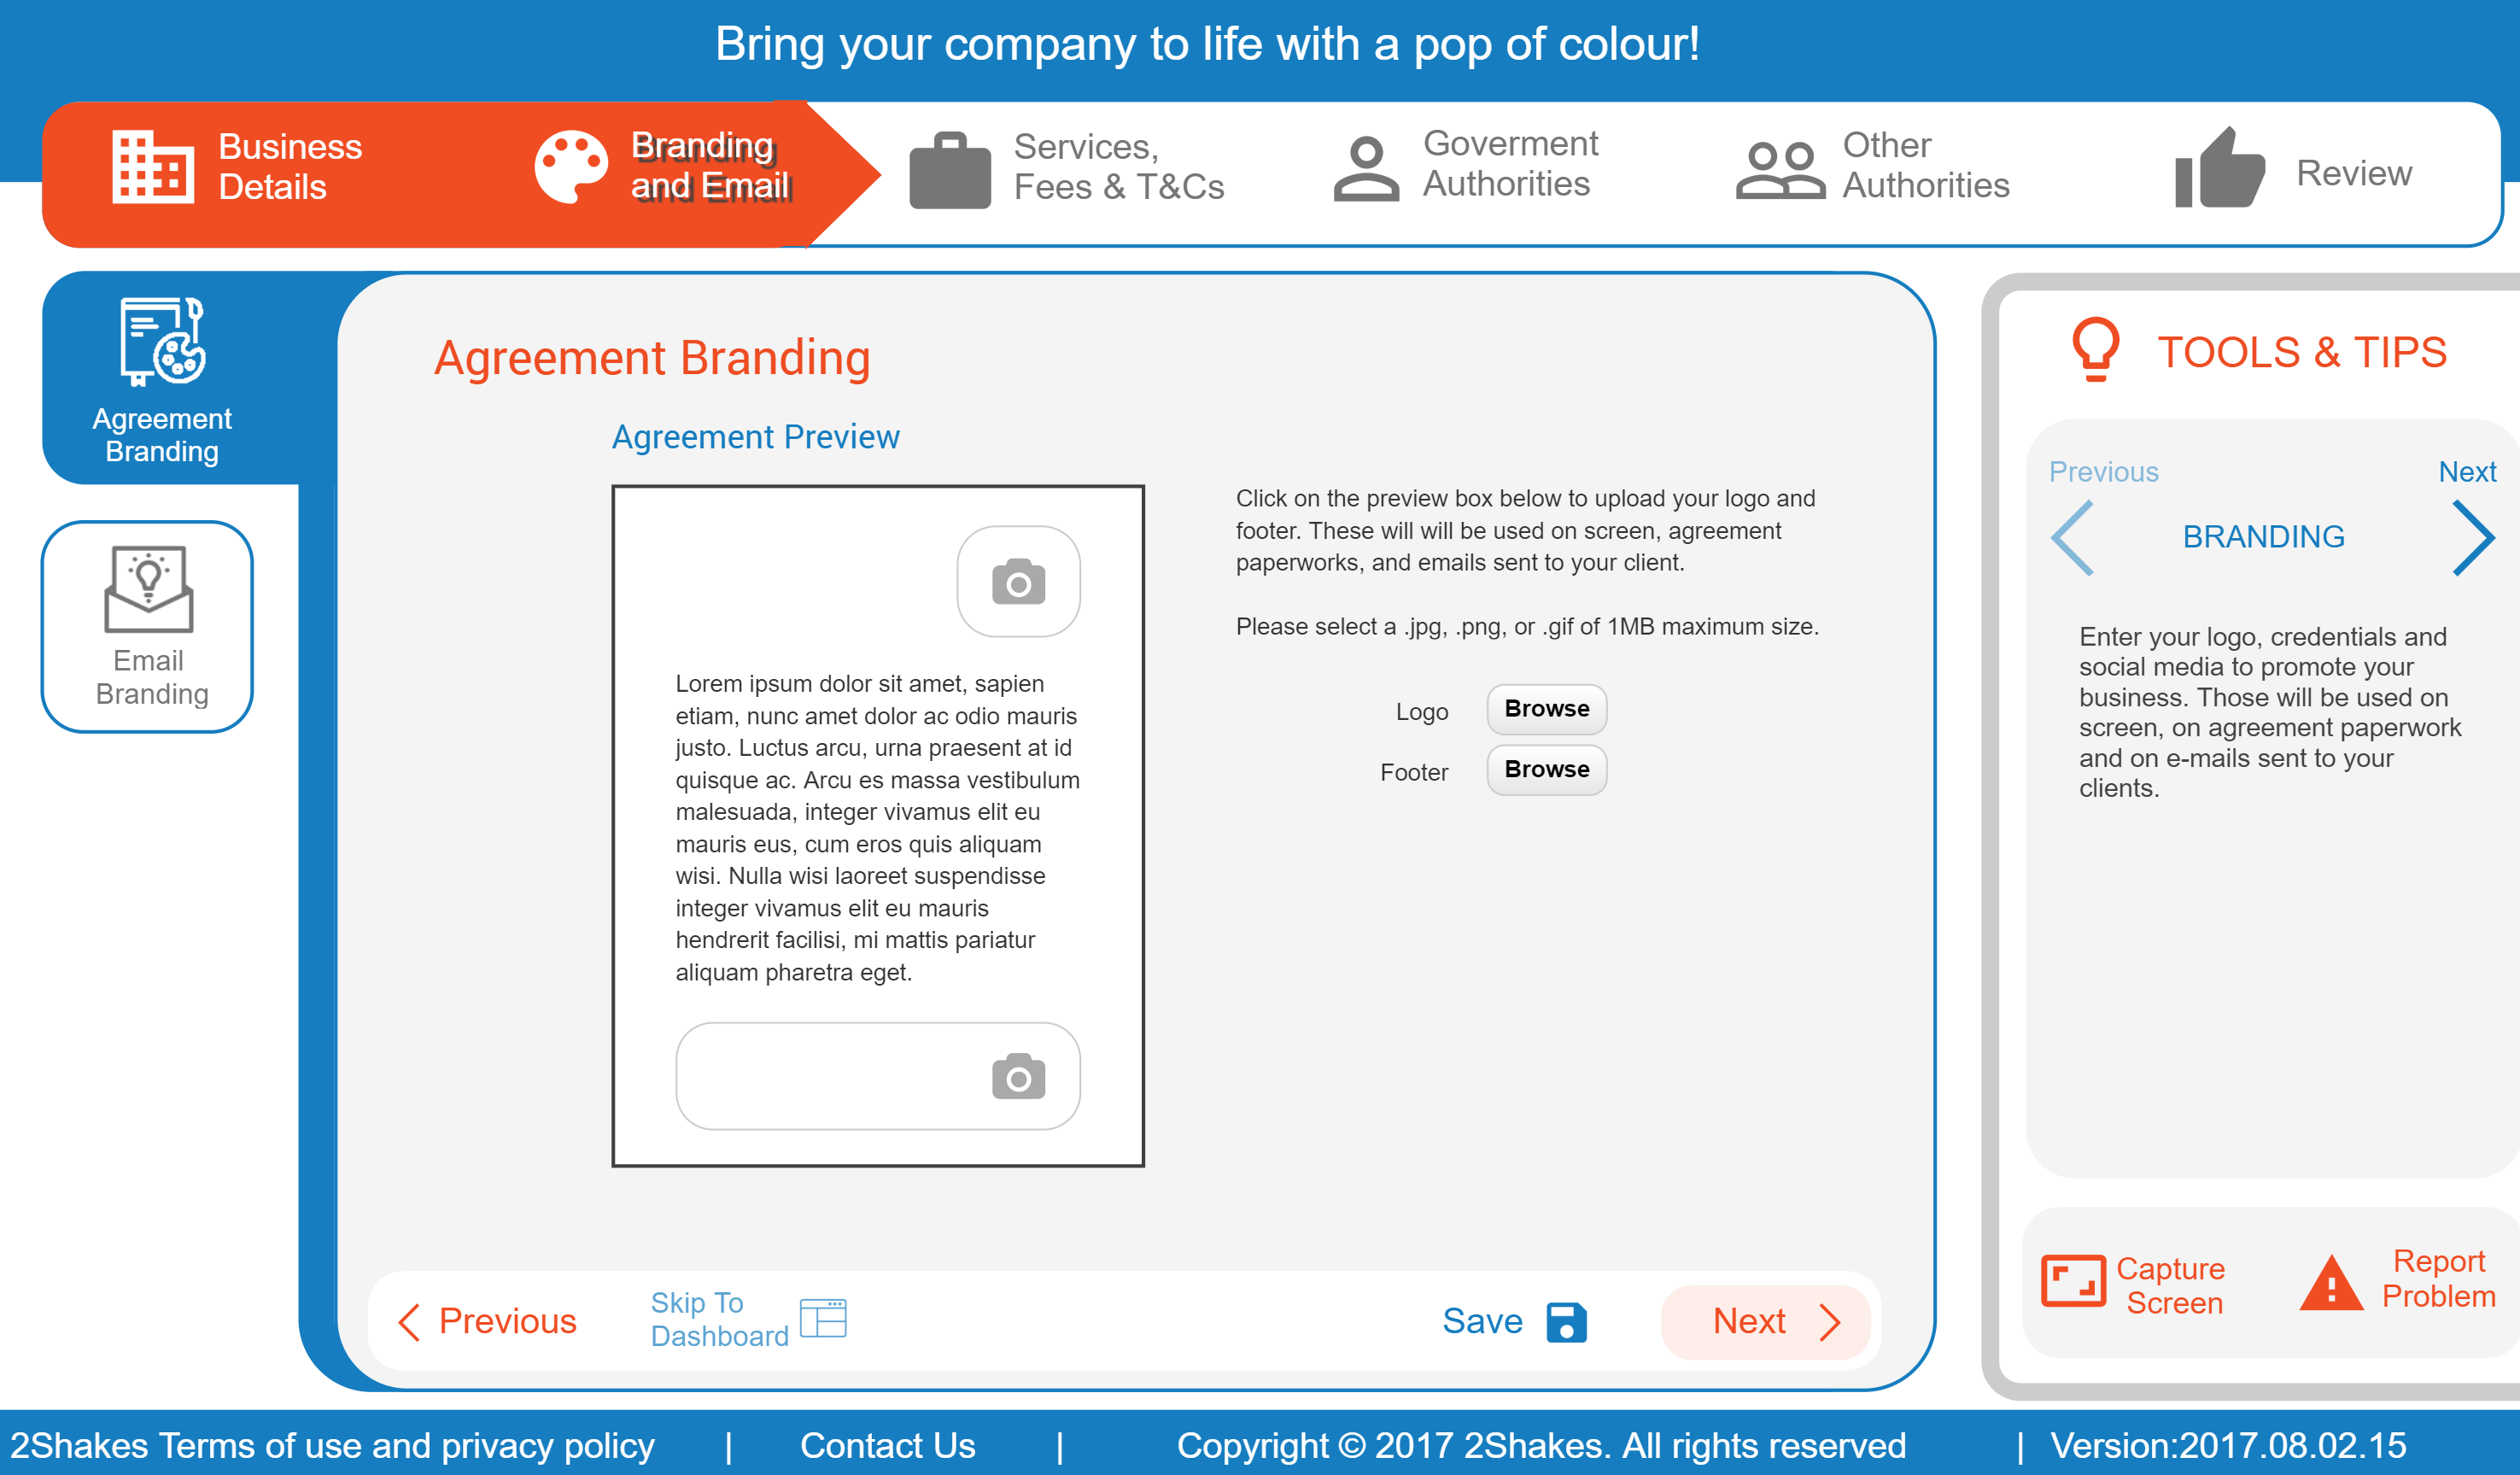 Bring your company to life with a pop of colour!
Business
Details
Branding
and Email
Services,
Fees & T&Cs
Goverment
Authorities
Other
Authorities
Review
Agreement
Branding
Email
Branding
Agreement Branding
Agreement Preview
Lorem ipsum dolor sit amet, sapien
etiam, nunc amet dolor ac odio mauris
justo. Luctus arcu, urna praesent at id
quisque ac. Arcu es massa vestibulum
malesuada, integer vivamus elit eu
mauris eus, cum eros quis aliquam
wisi. Nulla wisi laoreet suspendisse
integer vivamus elit eu mauris
hendrerit facilisi, mi mattis pariatur
aliquam pharetra eget.
Click on the preview box below to upload your logo and
footer. These will will be used on screen, agreement
paperworks, and emails sent to your client.
Please select a .jpg, .png, or .gif of 1MB maximum size.
Logo Browse
Footer Browse
Previous
Skip To
Dashboard
Save
Next
TOOLS & TIPS
Previous
Next
BRANDING
Enter your logo, credentials and
social media to promote your
business. Those will be used on
screen, on agreement paperwork
and on e-mails sent to your
clients.
Capture
Screen
Report
Problem
2Shakes Terms of use and privacy policy | Contact Us | Copyright © 2017 2Shakes. All rights reserved | Version:2017.08.02.15